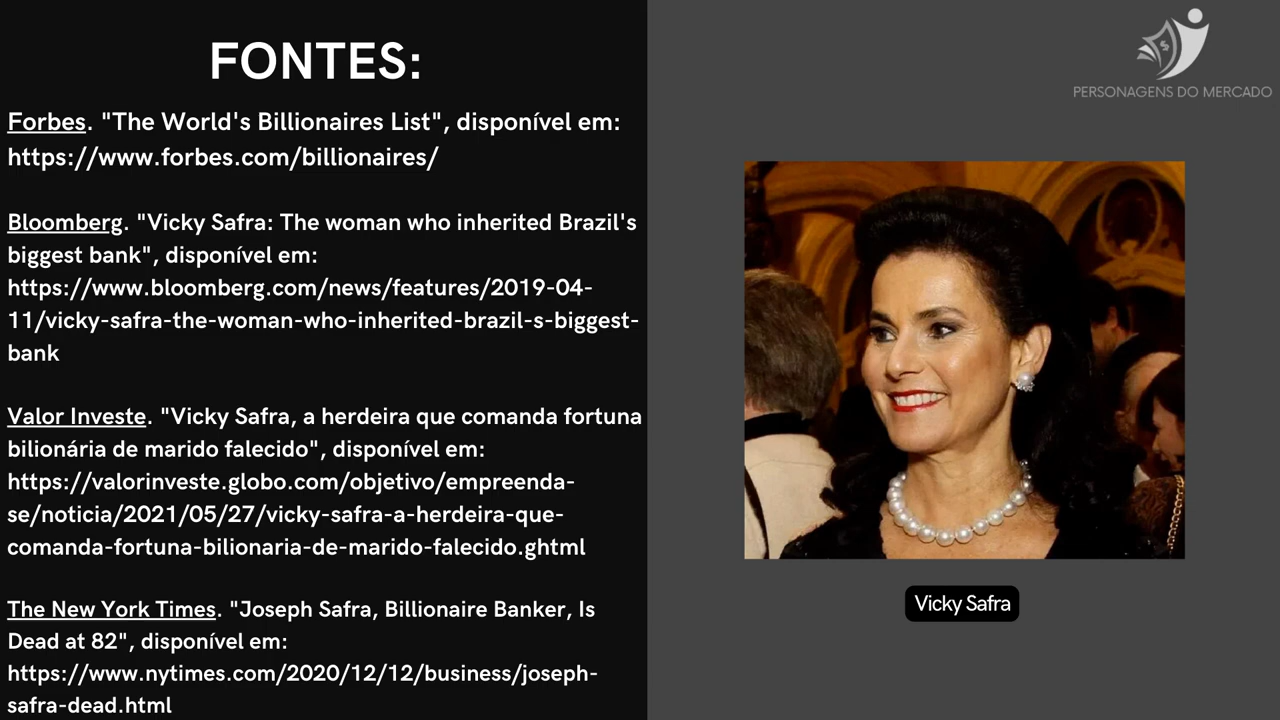 FONTES:
Forbes. "The World's Billionaires List", disponível em:
https://www.forbes.com/billionaires/
Bloomberg. "Vicky Safra: The woman who inherited Brazil's
biggest bank", disponível em:
https://www.bloomberg.com/news/features/2019-04-
11/vicky-safra-the-woman-who-inherited-brazil-s-biggest-
bank
Valor Investe. "Vicky Safra, a herdeira que comanda fortuna
bilionária de marido falecido", disponível em:
https://valorinveste.globo.com/objetivo/empreenda-
se/noticia/2021/05/27/vicky-safra-a-herdeira-que-
comanda-fortuna-bilionaria-de-marido-falecido.ghtml
The New York Times. "Joseph Safra, Billionaire Banker, Is
Dead at 82", disponível em:
https://www.nytimes.com/2020/12/12/business/joseph-
safra-dead.html
PERSONAGENS DO MERCADO
Vicky Safra